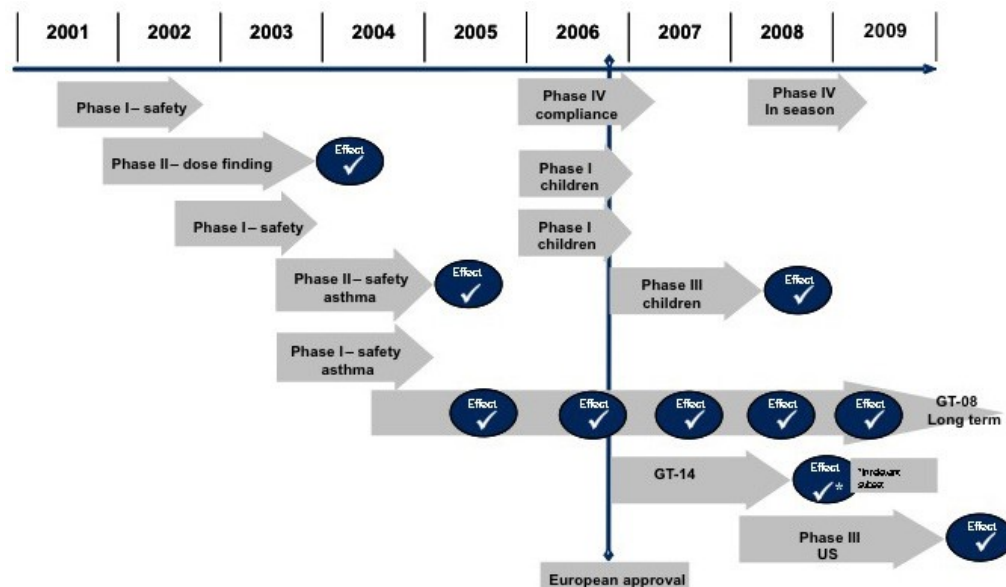 2001 2002 2003 2004 2005 2006 2007 2008 2009
Phase I – safety
Phase IV
compliance
Phase IV
In season
Phase II – dose finding
Effect
Phase I
children
Phase I – safety
Phase I
children
Phase II – safety
asthma
Effect
Phase III
children
Effect
Phase I – safety
asthma
Effect
Effect
Effect
Effect
Effect
GT-08
Long term
GT-14
Effect
*
*In relevant
subset
Phase III
US
Effect
European approval